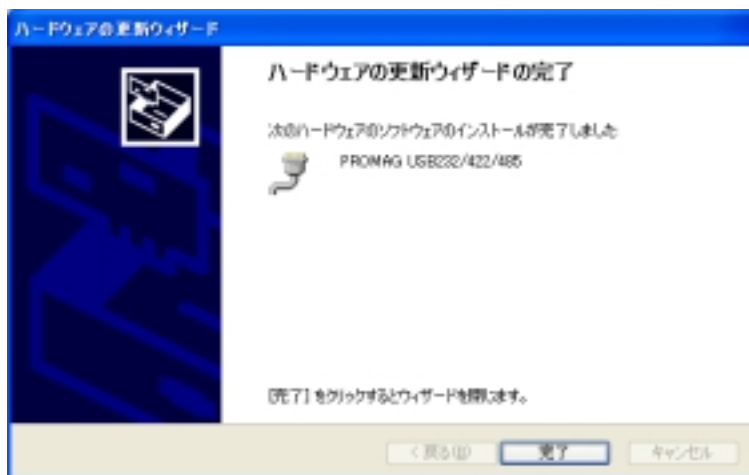 ハードウェアの更新ウィザード
ハードウェアの更新ウィザードの完了
次のハードウェアのソフトウェアのインストールが完了しました
PROMAG USB232/422/485
[完了] をクリックするとウィザードを閉じます。
< 戻る(B)
完了
キャンセル